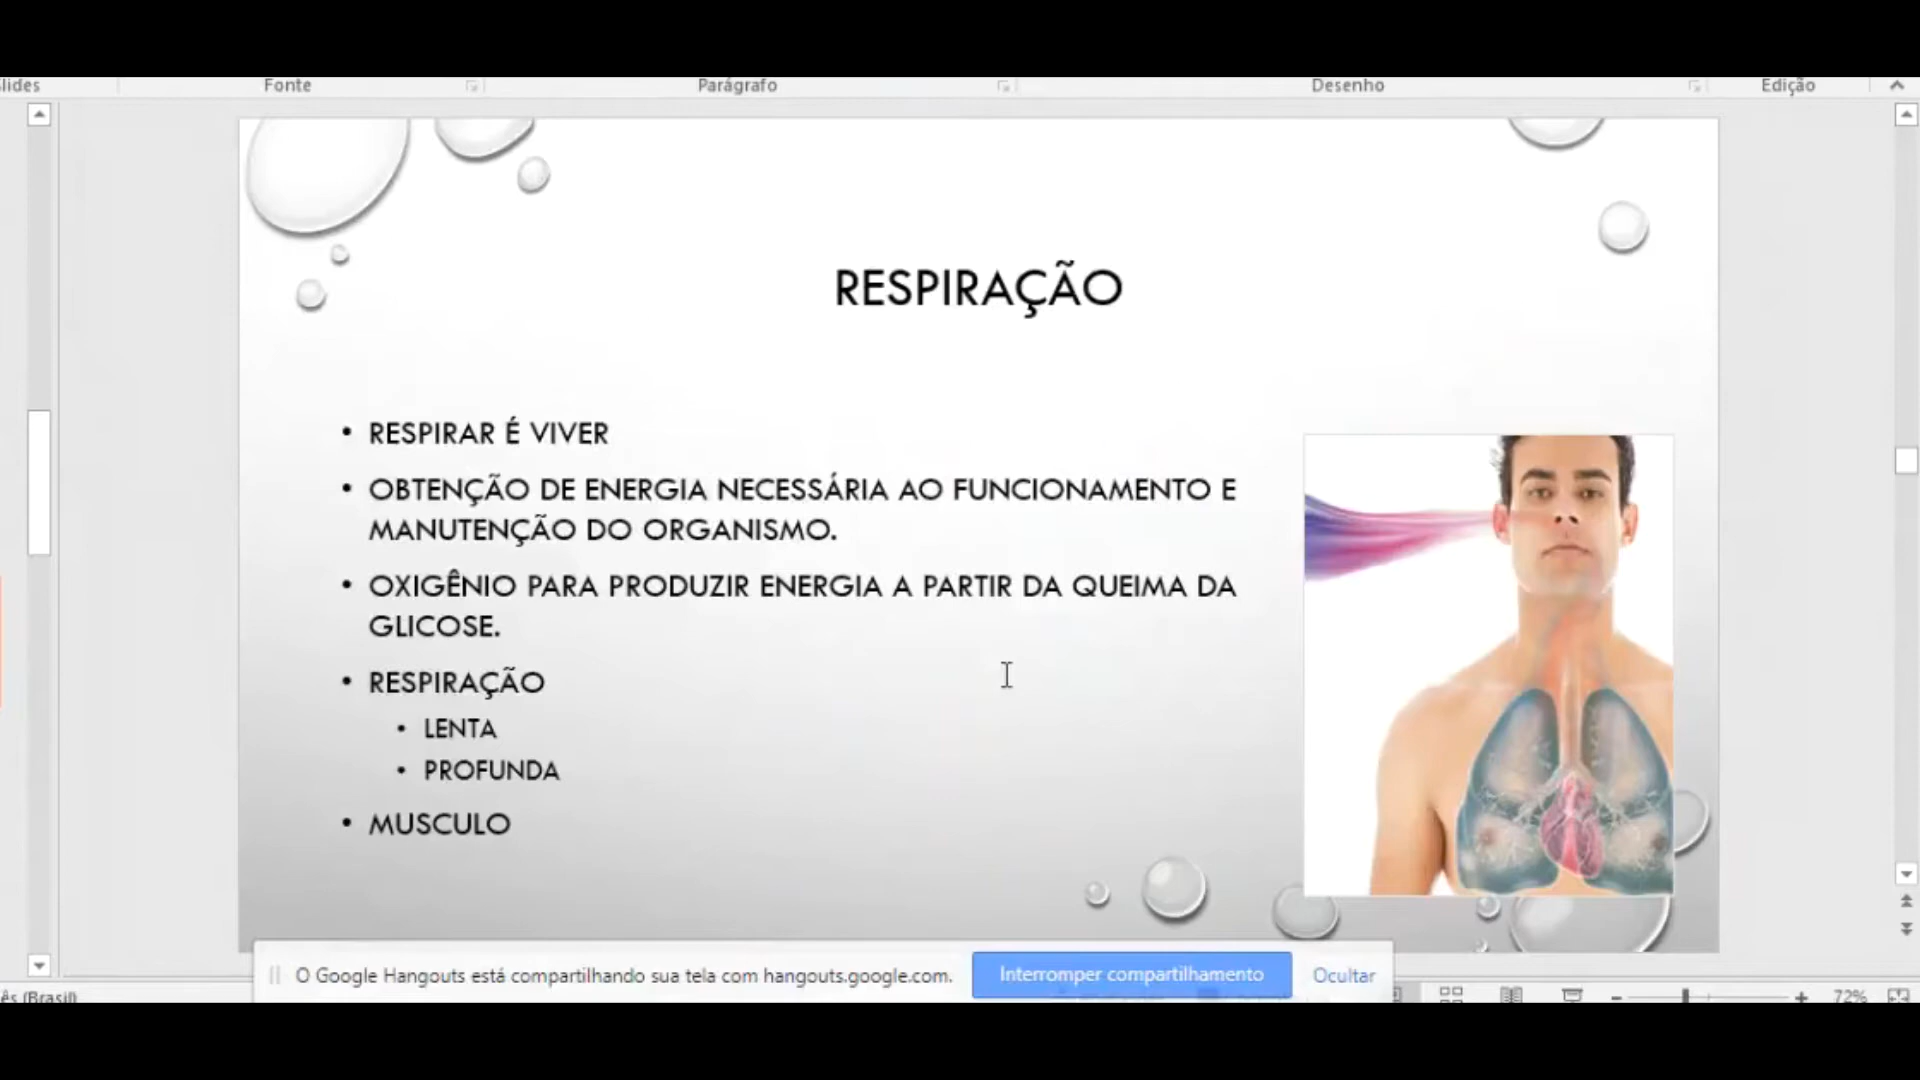 Fonte
Parágrafo
Desenho
Edição
RESPIRAÇÃO
• RESPIRAR É VIVER
• OBTENÇÃO DE ENERGIA NECESSÁRIA AO FUNCIONAMENTO E
MANUTENÇÃO DO ORGANISMO.
• OXIGÊNIO PARA PRODUZIR ENERGIA A PARTIR DA QUEIMA DA
GLICOSE.
• RESPIRAÇÃO
• LENTA
• PROFUNDA
• MUSCULO
O Google Hangouts está compartilhando sua tela com hangouts.google.com.
Interromper compartilhamento
Ocultar
(Brasil)
72%